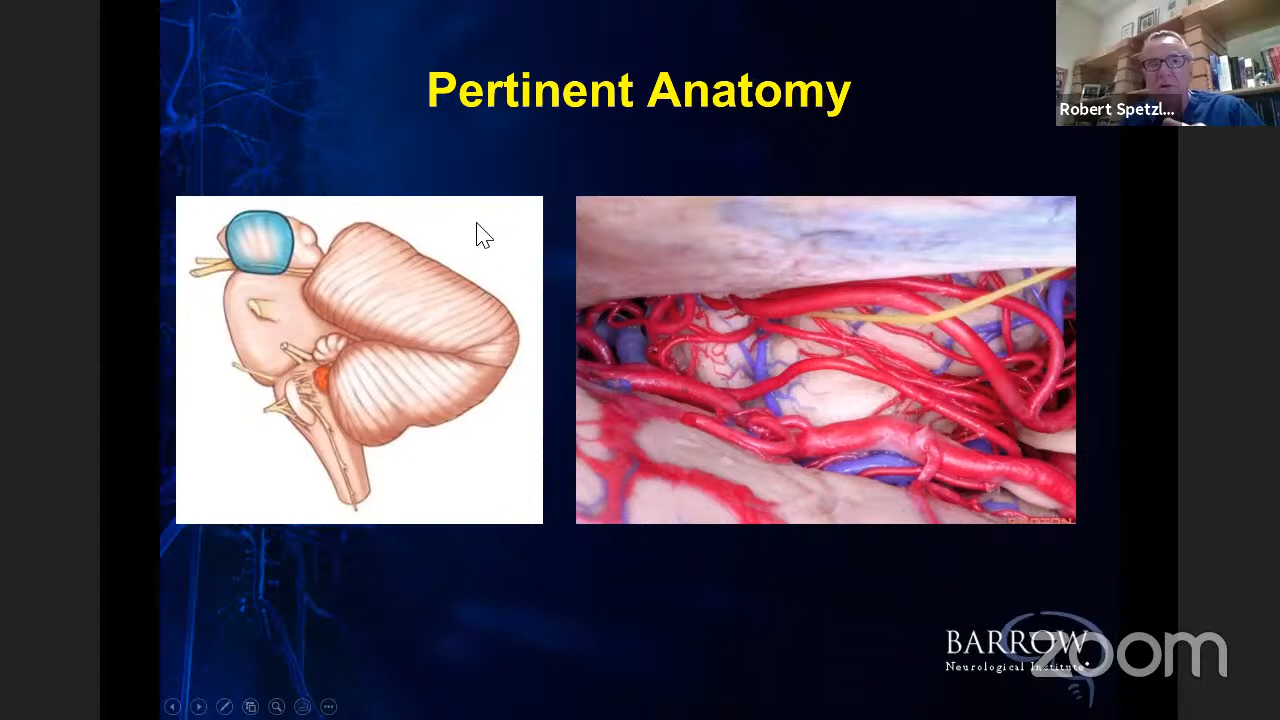 Pertinent Anatomy
Robert Spetzl...
BARROW
Neurological Institute
zoom